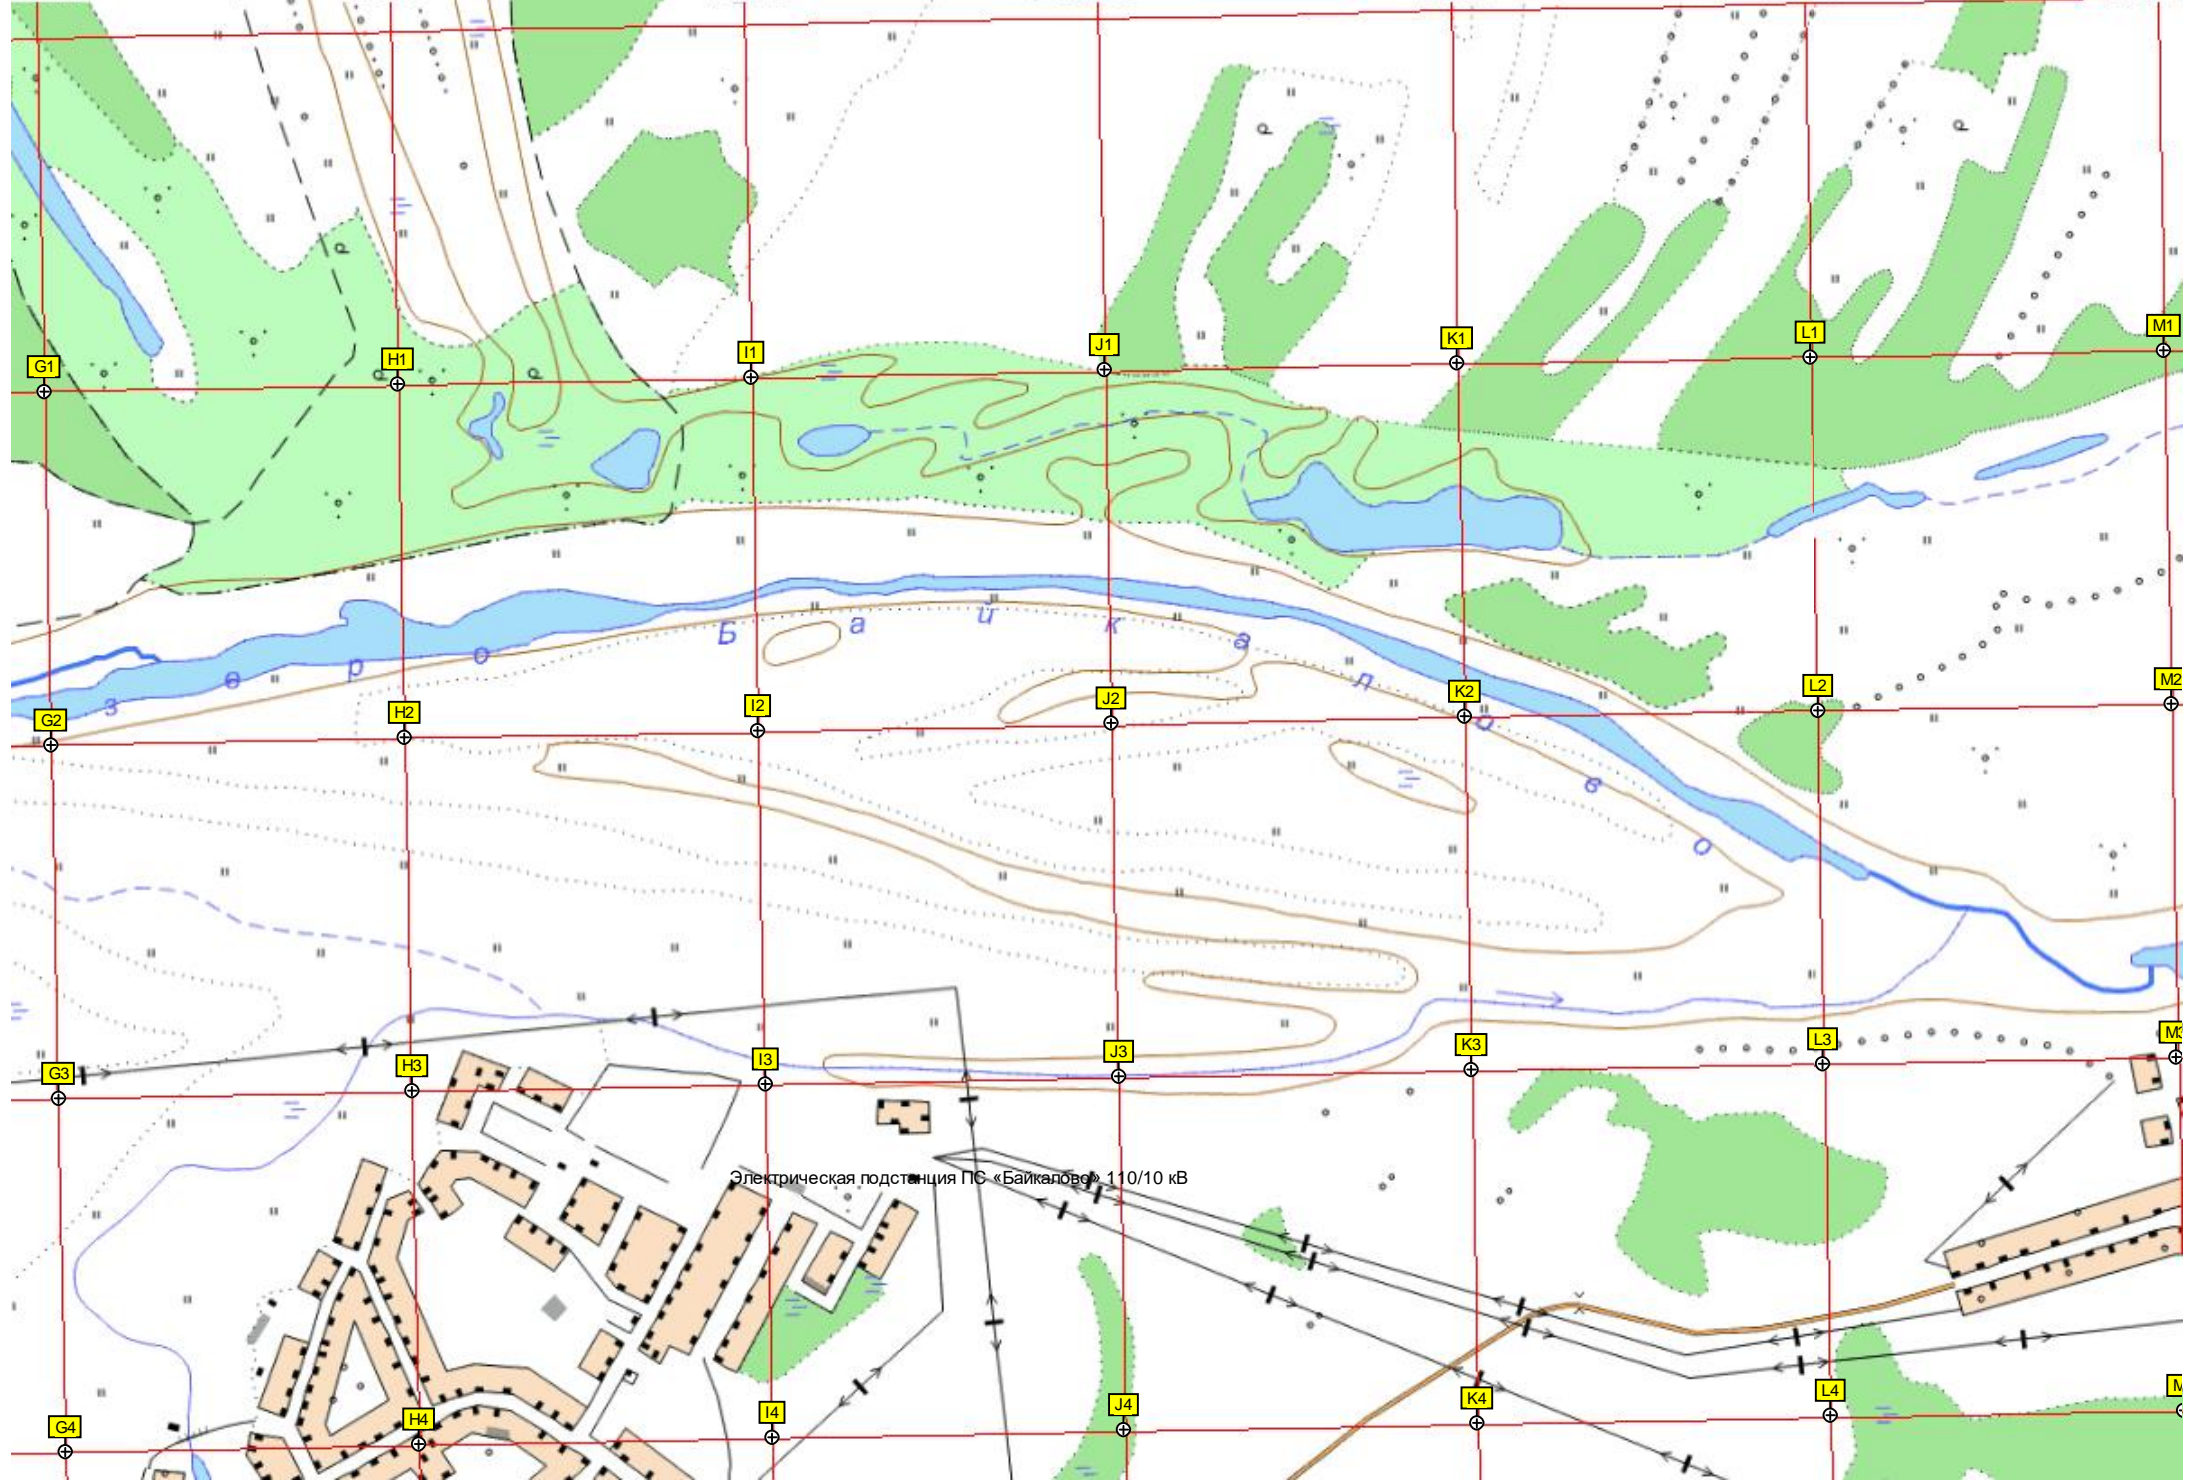 G1 H1 I1 J1 K1 L1 M1
з е р о Б а й к а л о в о
G2 H2 I2 J2 K2 L2 M2
G3 H3 I3 J3 K3 L3 M3
Электрическая подстанция ПС «Байкалово» 110/10 кВ
G4 H4 I4 J4 K4 L4 M